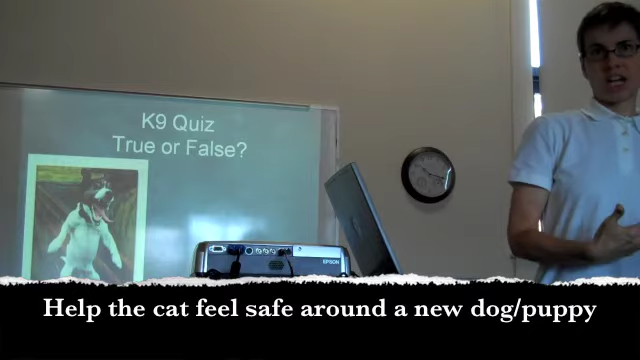 K9 Quiz
True or False?
EPSON
Help the cat feel safe around a new dog/puppy